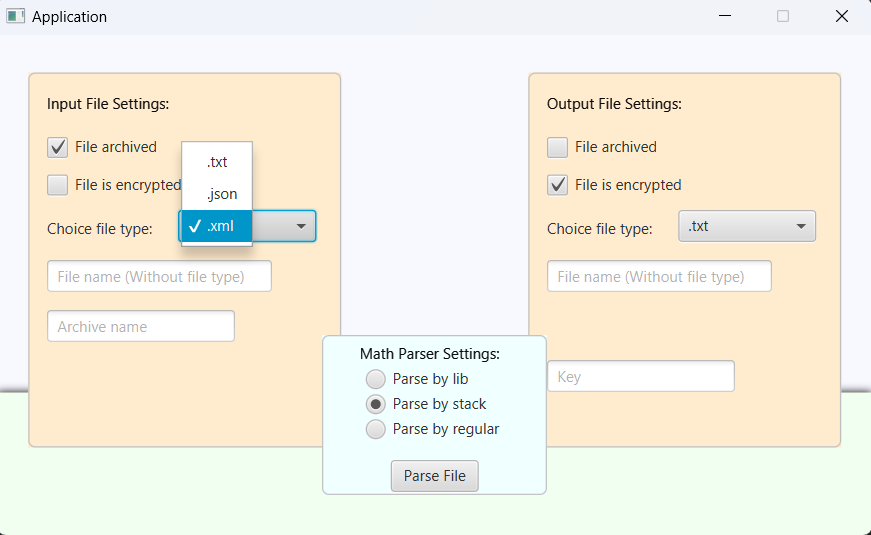 Application
Input File Settings:
File archived
File is encrypted
Choice file type:
.txt
.json
.xml
File name (Without file type)
Archive name
Output File Settings:
File archived
File is encrypted
Choice file type:
.txt
File name (Without file type)
Key
Math Parser Settings:
Parse by lib
Parse by stack
Parse by regular
Parse File